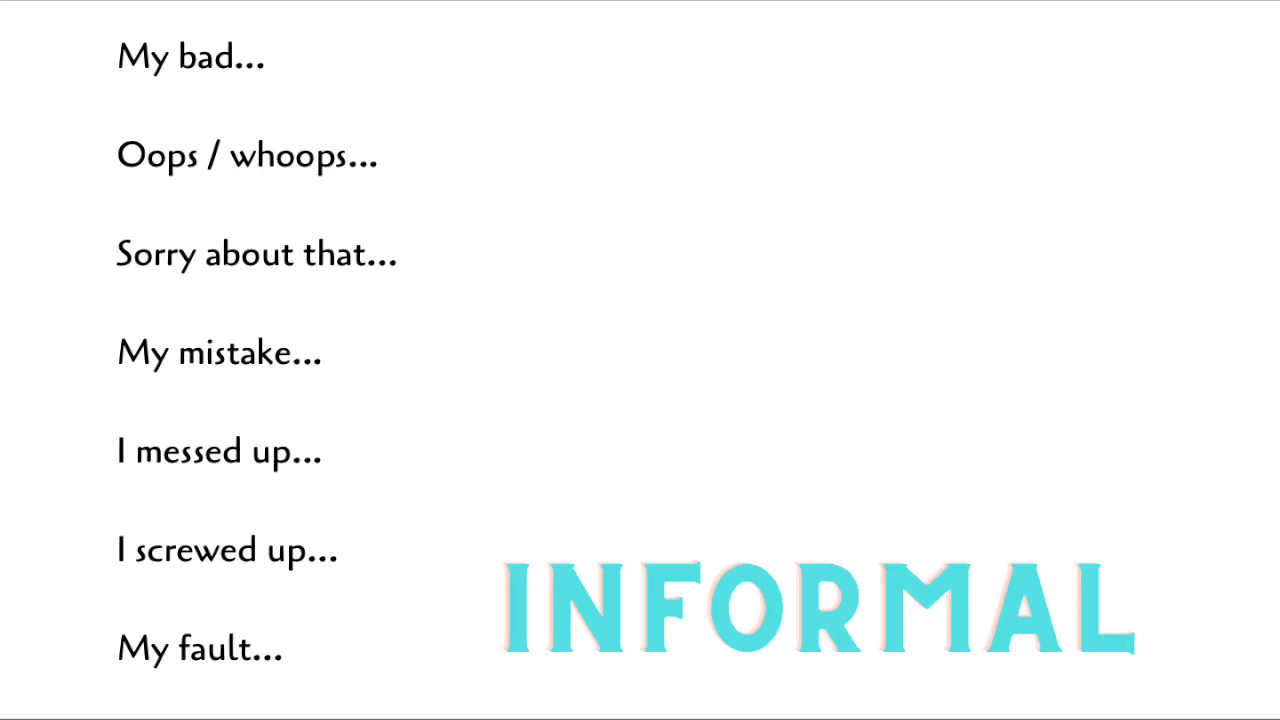 My bad...
Oops / whoops...
Sorry about that...
My mistake...
I messed up...
I screwed up...
INFORMAL
My fault...